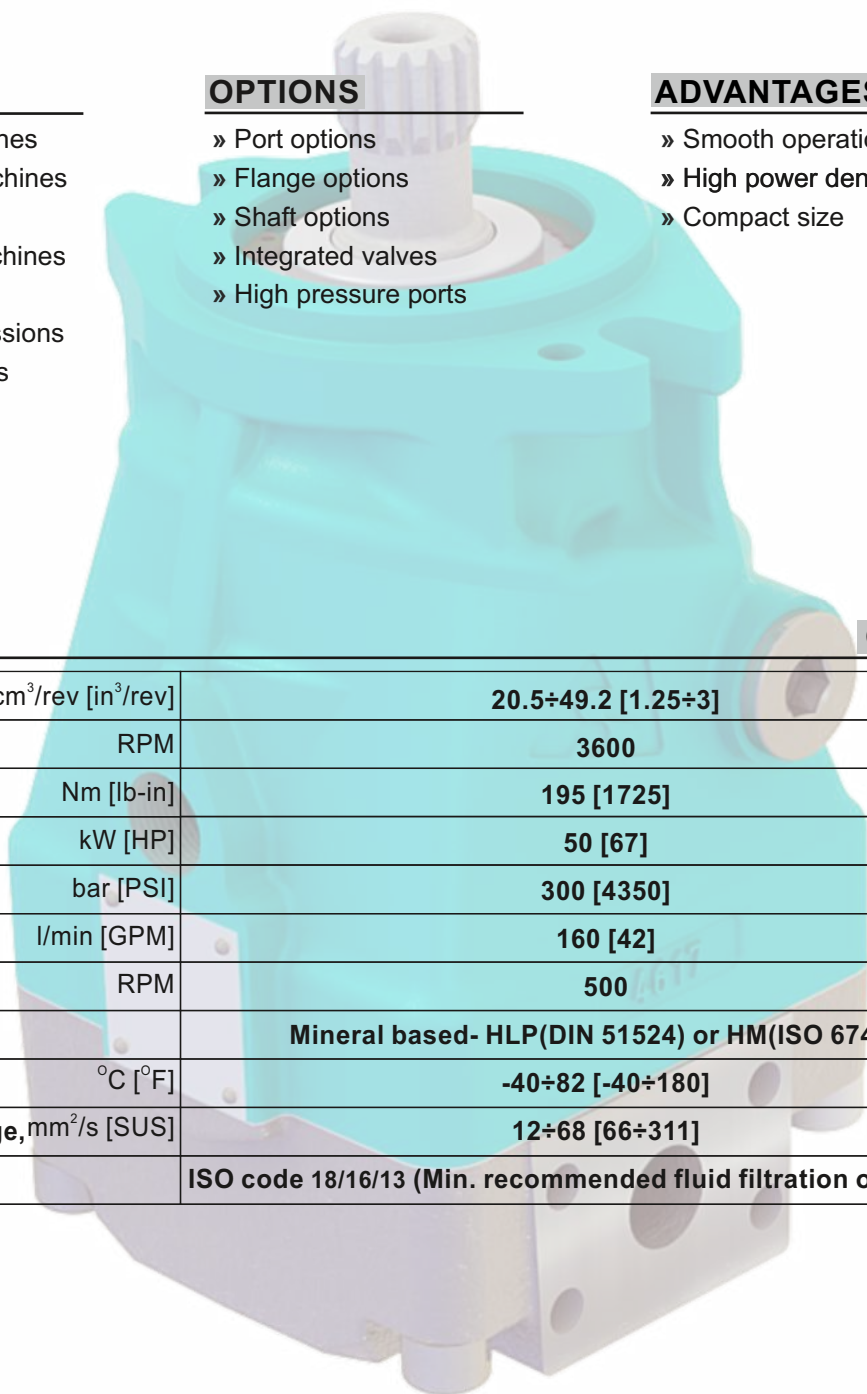 OPTIONS
» Port options
» Flange options
» Shaft options
» Integrated valves
» High pressure ports
ADVANTAGES
» Smooth operatio
» High power den
» Compact size
nes
chines
chines
ssions
s
cm³/rev [in³/rev] 20.5÷49.2 [1.25÷3]
RPM 3600
Nm [lb-in] 195 [1725]
kW [HP] 50 [67]
bar [PSI] 300 [4350]
l/min [GPM] 160 [42]
RPM 500
Mineral based- HLP(DIN 51524) or HM(ISO 674
°C [°F] -40÷82 [-40÷180]
ge, mm²/s [SUS] 12÷68 [66÷311]
ISO code 18/16/13 (Min. recommended fluid filtration o